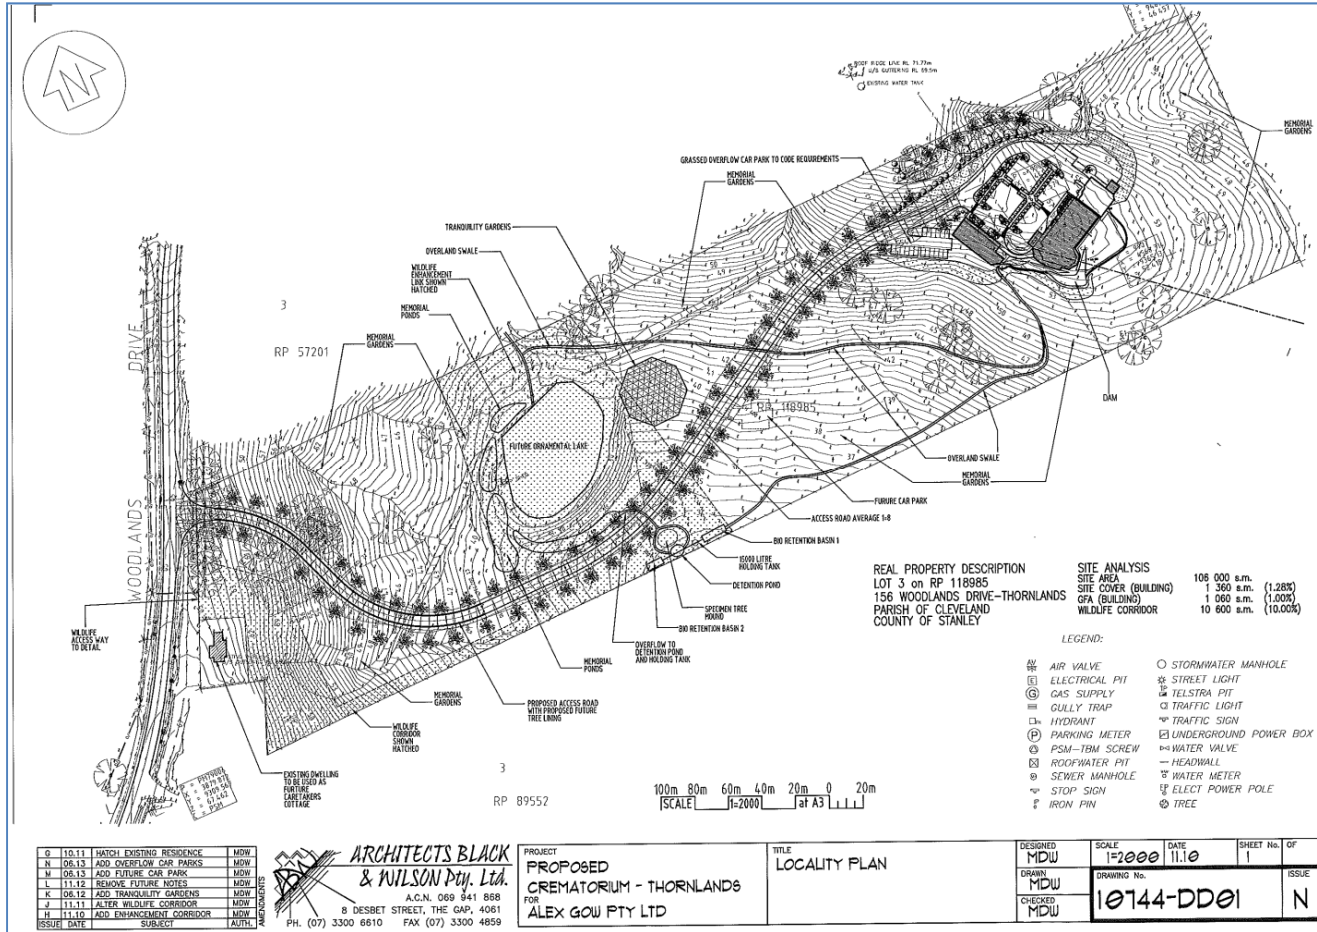 N
ROOF RIDGE LINE RL 71.77m
U/S GUTTERING RL 69.5m
EXISTING WATER TANK
MEMORIAL
GARDENS
GRASSED OVERFLOW CAR PARK TO CODE REQUIREMENTS
MEMORIAL
GARDENS
TRANQUILITY GARDENS
OVERLAND SWALE
WILDLIFE
ENHANCEMENT
LINK SHOWN
HATCHED
MEMORIAL
PONDS
MEMORIAL
GARDENS
3
RP 57201
WOODLANDS DRIVE
RP 118985
FUTURE ORNAMENTAL LAKE
DAM
OVERLAND SWALE
MEMORIAL
GARDENS
FURURE CAR PARK
ACCESS ROAD AVERAGE 1:8
BIO RETENTION BASIN 1
15000 LITRE
HOLDING TANK
DETENTION POND
SPECIMEN TREE
MOUND
BIO RETENTION BASIN 2
OVERFLOW TO
DETENTION POND
AND HOLDING TANK
MEMORIAL
PONDS
PROPOSED ACCESS ROAD
WITH PROPOSED FUTURE
TREE LINING
MEMORIAL
GARDENS
WILDLIFE
CORRIDOR
SHOWN
HATCHED
WILDLIFE
ACCESS WAY
TO DETAIL
EXISTING DWELLING
TO BE USED AS
FURTURE
CARETAKERS
COTTAGE
3
RP 89552
REAL PROPERTY DESCRIPTION
LOT 3 on RP 118985
156 WOODLANDS DRIVE-THORNLANDS
PARISH OF CLEVELAND
COUNTY OF STANLEY
SITE ANALYSIS
SITE AREA 106 000 s.m.
SITE COVER (BUILDING) 1 360 s.m. (1.28%)
GFA (BUILDING) 1 060 s.m. (1.00%)
WILDLIFE CORRIDOR 10 600 s.m. (10.00%)
LEGEND:
AIR VALVE
E ELECTRICAL PIT
G GAS SUPPLY
GULLY TRAP
HYDRANT
P PARKING METER
PSM-TBM SCREW
ROOFWATER PIT
SEWER MANHOLE
STOP SIGN
IRON PIN
STORMWATER MANHOLE
STREET LIGHT
TELSTRA PIT
TRAFFIC LIGHT
TRAFFIC SIGN
UNDERGROUND POWER BOX
WATER VALVE
HEADWALL
WATER METER
ELECT POWER POLE
TREE
100m 80m 60m 40m 20m 0 20m
SCALE 1=2000 at A3
G 10.11 HATCH EXISTING RESIDENCE MDW
N 06.13 ADD OVERFLOW CAR PARKS MDW
M 06.13 ADD FUTURE CAR PARK MDW
L 11.12 REMOVE FUTURE NOTES MDW
K 06.12 ADD TRANQUILITY GARDENS MDW
J 11.11 ALTER WILDLIFE CORRIDOR MDW
H 11.10 ADD ENHANCEMENT CORRIDOR MDW
ISSUE DATE SUBJECT AUTH.
AMENDMENTS
ARCHITECTS BLACK
& WILSON Pty. Ltd.
A.C.N. 069 941 868
8 DESBET STREET, THE GAP, 4061
PH. (07) 3300 6610 FAX (07) 3300 4859
PROJECT
PROPOSED
CREMATORIUM - THORNLANDS
FOR
ALEX GOW PTY LTD
TITLE
LOCALITY PLAN
DESIGNED
MDW
DRAWN
MDW
CHECKED
MDW
SCALE
1=2000
DATE
11.10
SHEET No.
1
OF
DRAWING No.
10744-DD01
ISSUE
N